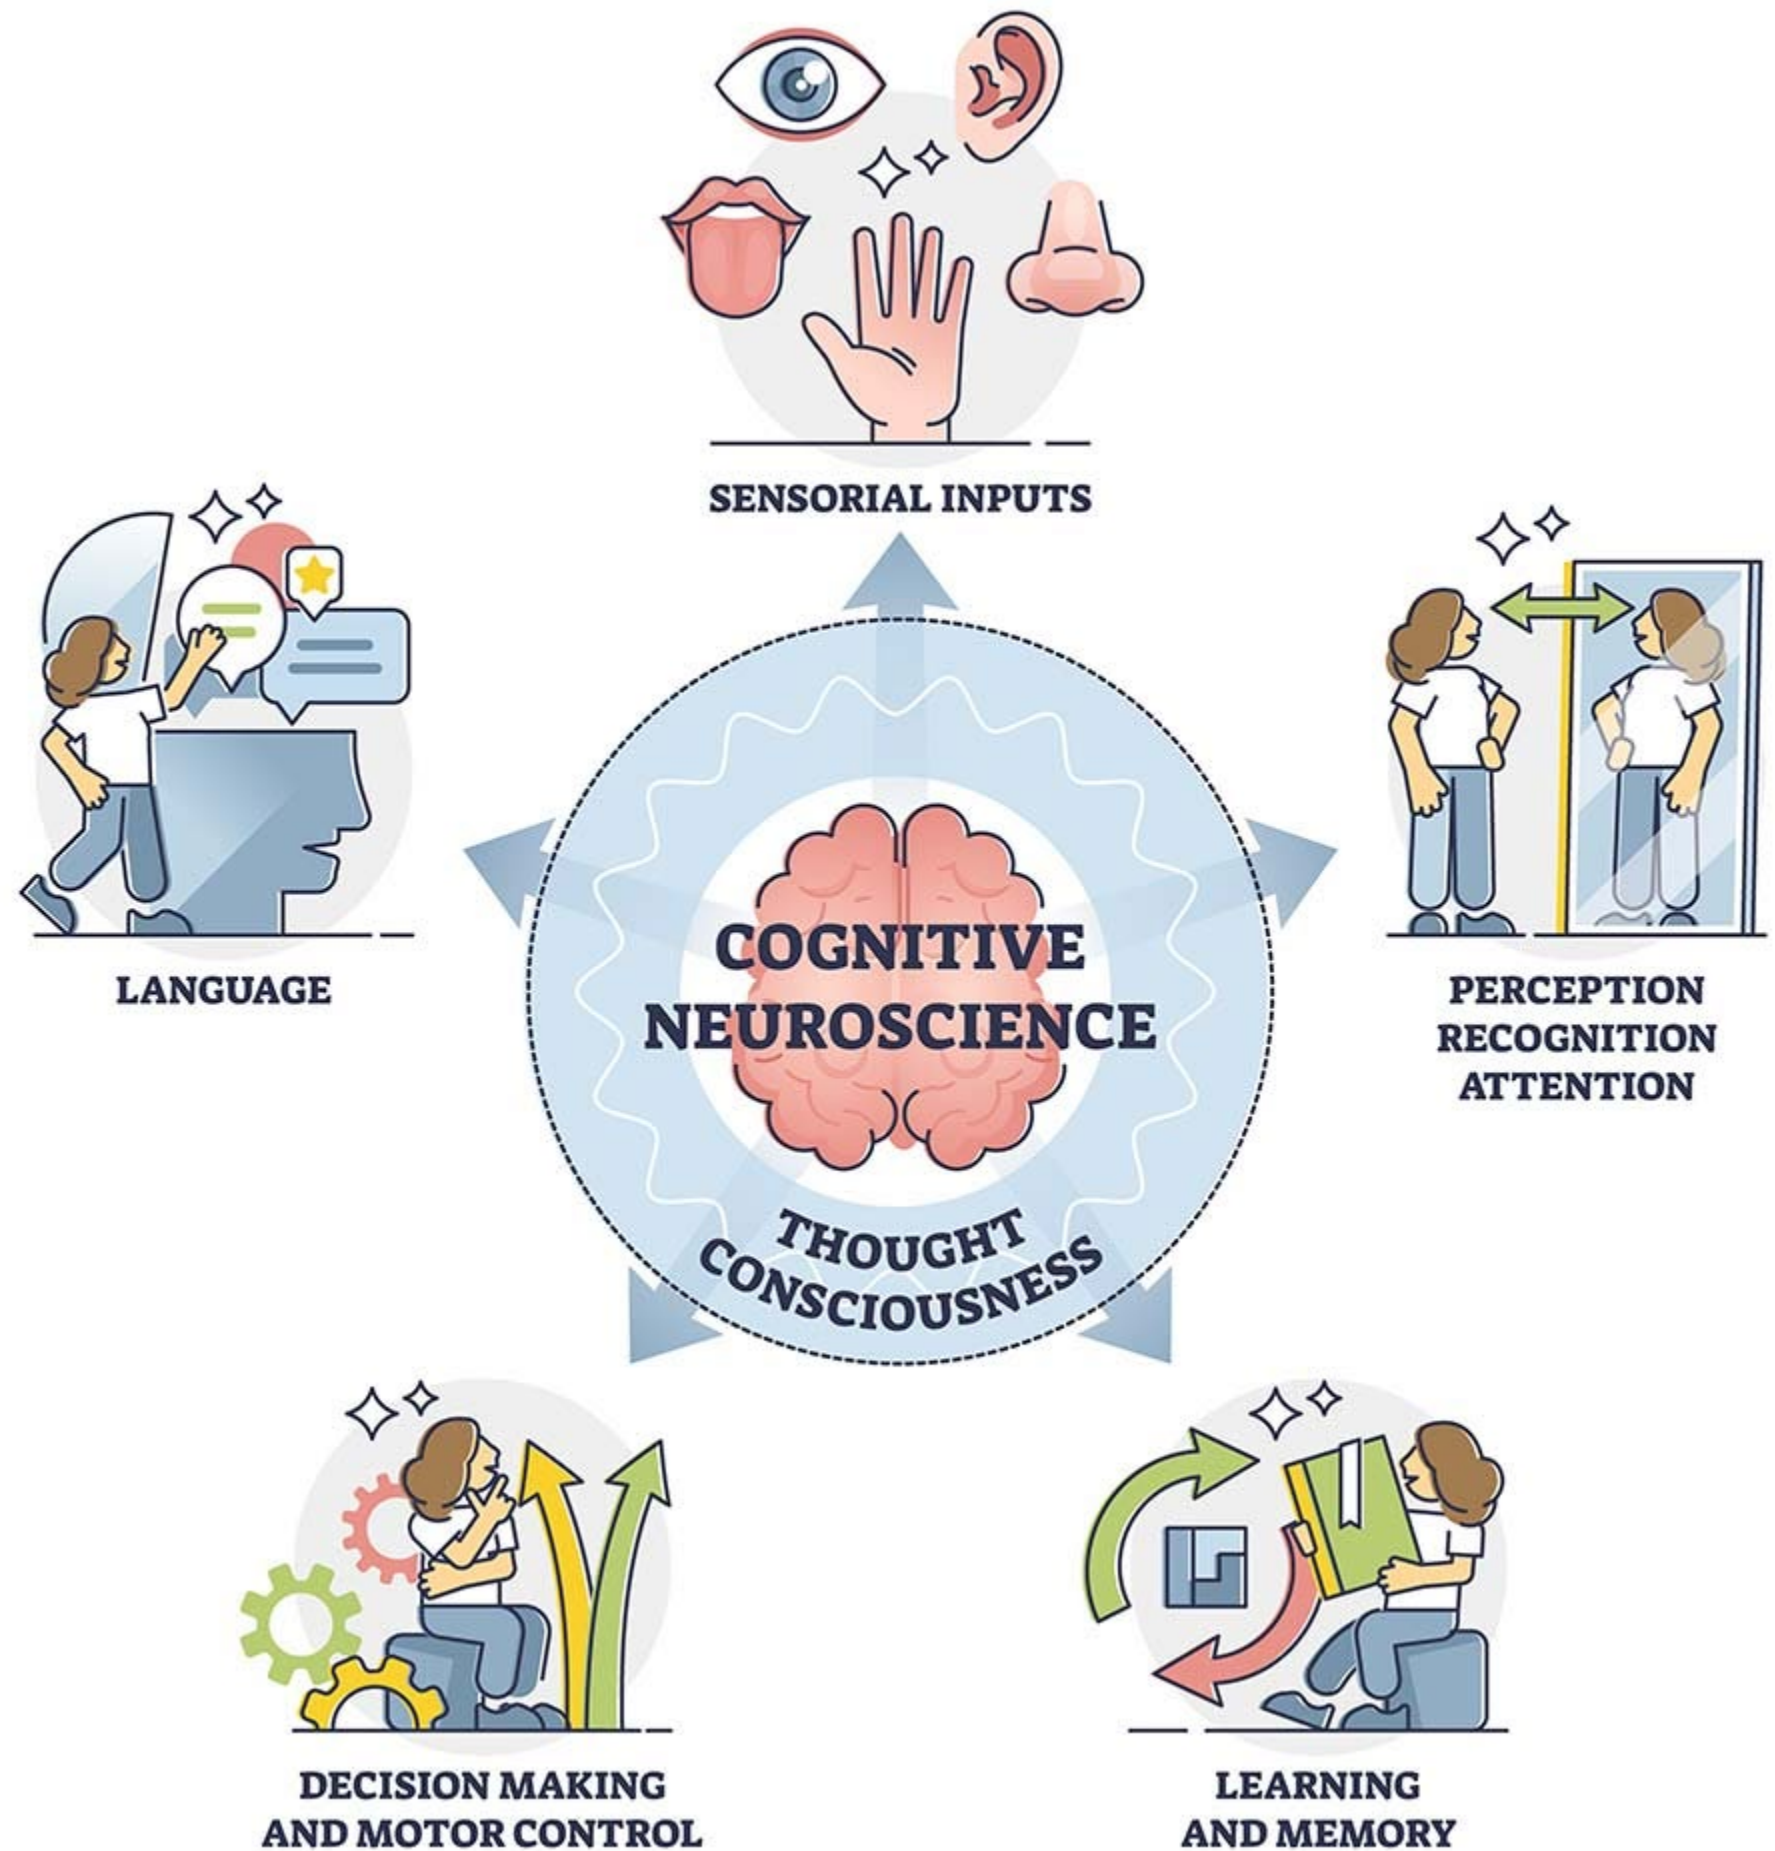 SENSORIAL INPUTS
LANGUAGE
PERCEPTION
RECOGNITION
ATTENTION
COGNITIVE
NEUROSCIENCE
THOUGHT
CONSCIOUSNESS
DECISION MAKING
AND MOTOR CONTROL
LEARNING
AND MEMORY